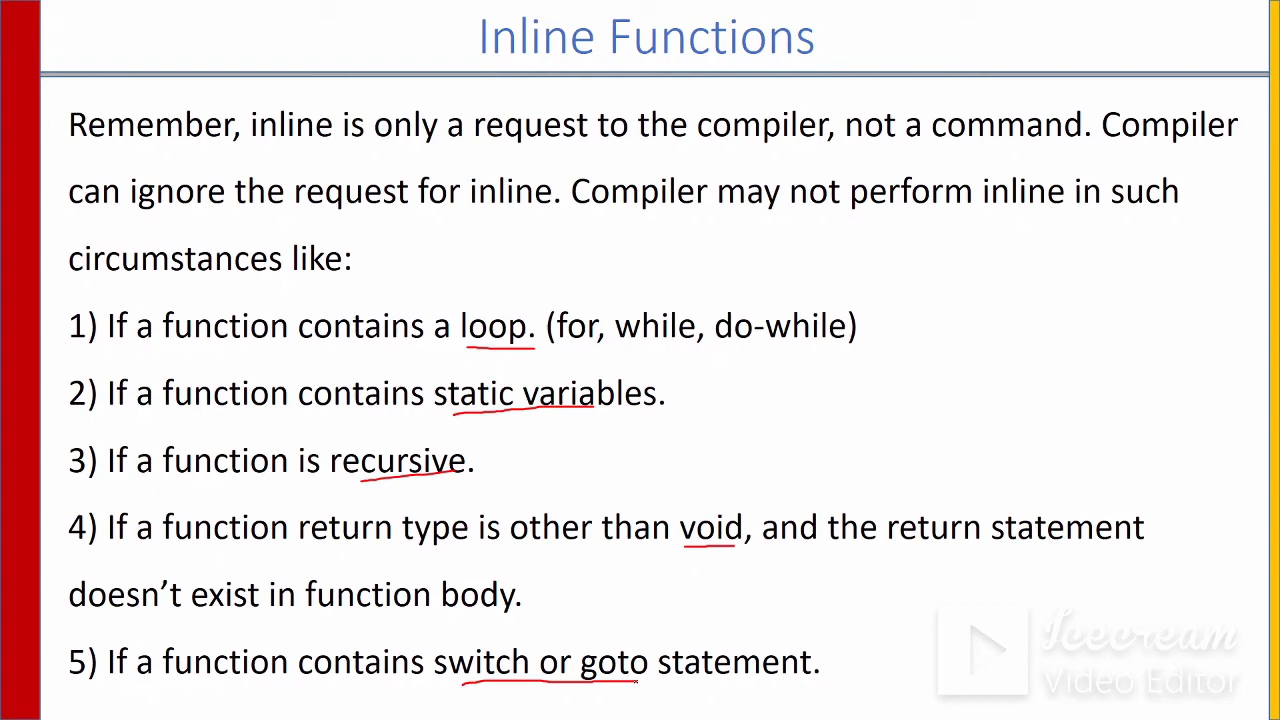 Inline Functions
Remember, inline is only a request to the compiler, not a command. Compiler
can ignore the request for inline. Compiler may not perform inline in such
circumstances like:
1) If a function contains a loop. (for, while, do-while)
2) If a function contains static variables.
3) If a function is recursive.
4) If a function return type is other than void, and the return statement
doesn’t exist in function body.
5) If a function contains switch or goto statement.
Icecream
Video Editor